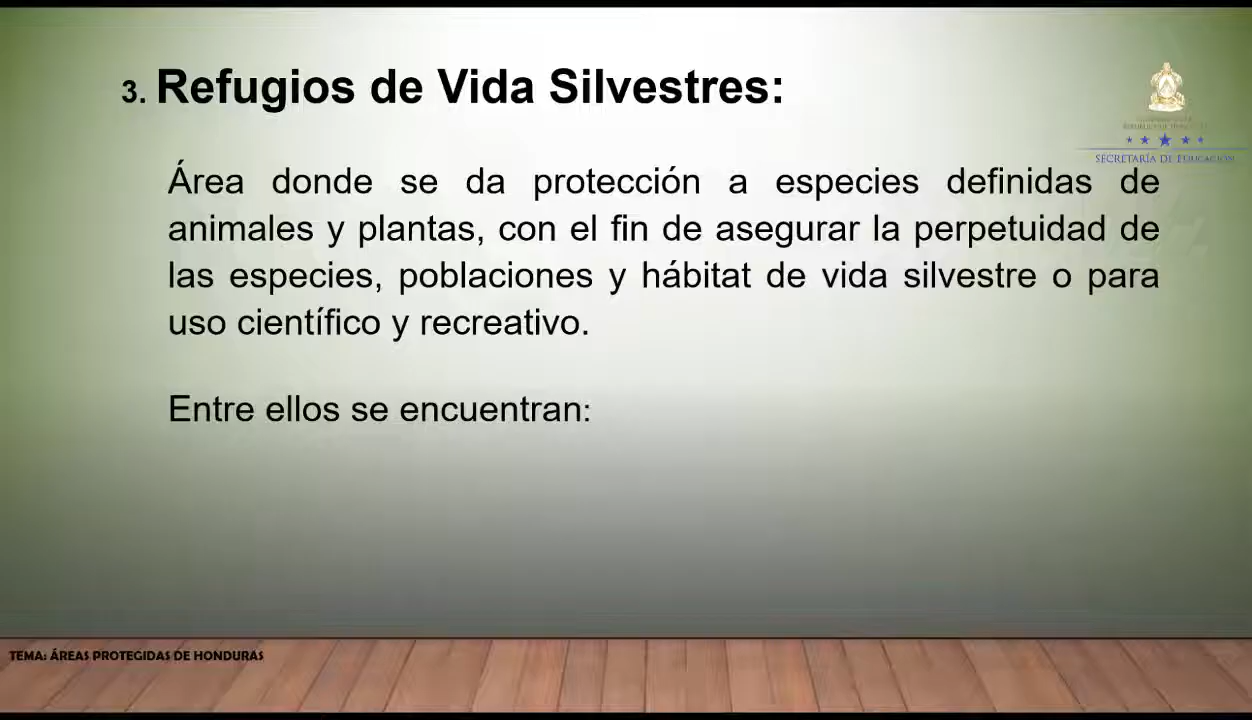 3. Refugios de Vida Silvestres:
SECRETARÍA DE EDUCACIÓN
Área donde se da protección a especies definidas de
animales y plantas, con el fin de asegurar la perpetuidad de
las especies, poblaciones y hábitat de vida silvestre o para
uso científico y recreativo.
Entre ellos se encuentran:
TEMA: ÁREAS PROTEGIDAS DE HONDURAS